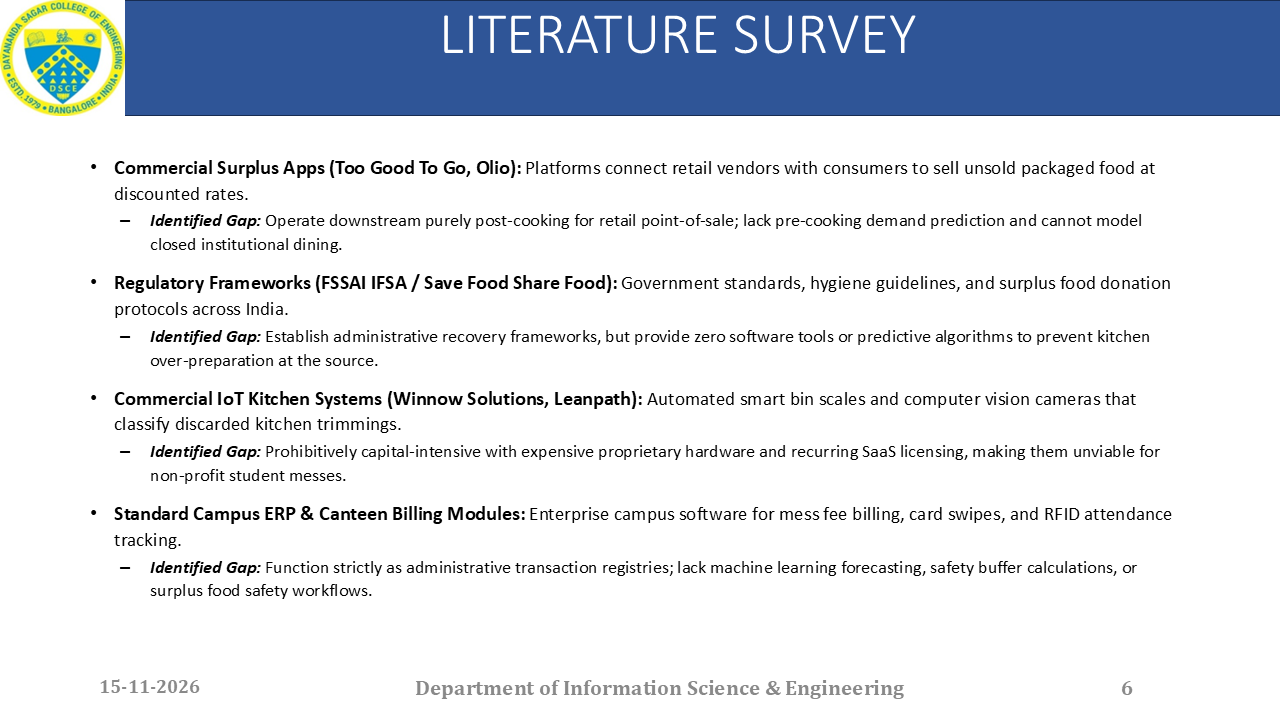 DAYANANDA SAGAR COLLEGE OF ENGINEERING
DSCE
• ESTD. 1979 • BANGALORE • INDIA •
LITERATURE SURVEY
• Commercial Surplus Apps (Too Good To Go, Olio): Platforms connect retail vendors with consumers to sell unsold packaged food at
discounted rates.
– Identified Gap: Operate downstream purely post-cooking for retail point-of-sale; lack pre-cooking demand prediction and cannot model
closed institutional dining.
• Regulatory Frameworks (FSSAI IFSA / Save Food Share Food): Government standards, hygiene guidelines, and surplus food donation
protocols across India.
– Identified Gap: Establish administrative recovery frameworks, but provide zero software tools or predictive algorithms to prevent kitchen
over-preparation at the source.
• Commercial IoT Kitchen Systems (Winnow Solutions, Leanpath): Automated smart bin scales and computer vision cameras that
classify discarded kitchen trimmings.
– Identified Gap: Prohibitively capital-intensive with expensive proprietary hardware and recurring SaaS licensing, making them unviable for
non-profit student messes.
• Standard Campus ERP & Canteen Billing Modules: Enterprise campus software for mess fee billing, card swipes, and RFID attendance
tracking.
– Identified Gap: Function strictly as administrative transaction registries; lack machine learning forecasting, safety buffer calculations, or
surplus food safety workflows.
15-11-2026
Department of Information Science & Engineering
6